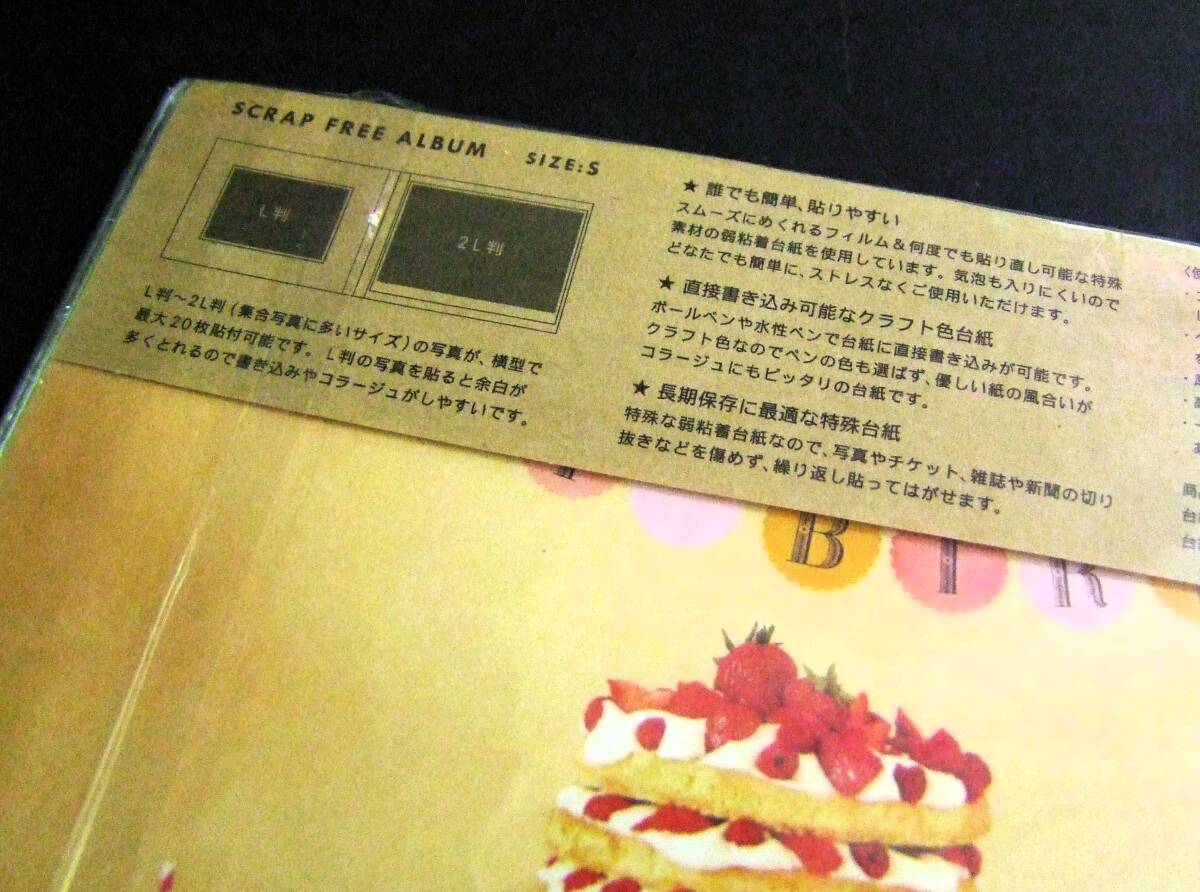 SCRAP FREE ALBUM SIZE:S
L判
2L判
L判〜2L判(集合写真に多いサイズ)の写真が、横型で
最大20枚貼付可能です。L判の写真を貼ると余白が
多くとれるので書き込みやコラージュがしやすいです。
★ 誰でも簡単、貼りやすい
スムーズにめくれるフィルム&何度でも貼り直し可能な特殊
素材の弱粘着台紙を使用しています。気泡も入りにくいので
どなたでも簡単に、ストレスなくご使用いただけます。
★ 直接書き込み可能なクラフト色台紙
ボールペンや水性ペンで台紙に直接書き込みが可能です。
クラフト色なのでペンの色も選ばず、優しい紙の風合いが
コラージュにもピッタリの台紙です。
★ 長期保存に最適な特殊台紙
特殊な弱粘着台紙なので、写真やチケット、雑誌や新聞の切り
抜きなどを傷めず、繰り返し貼ってはがせます。
B I R